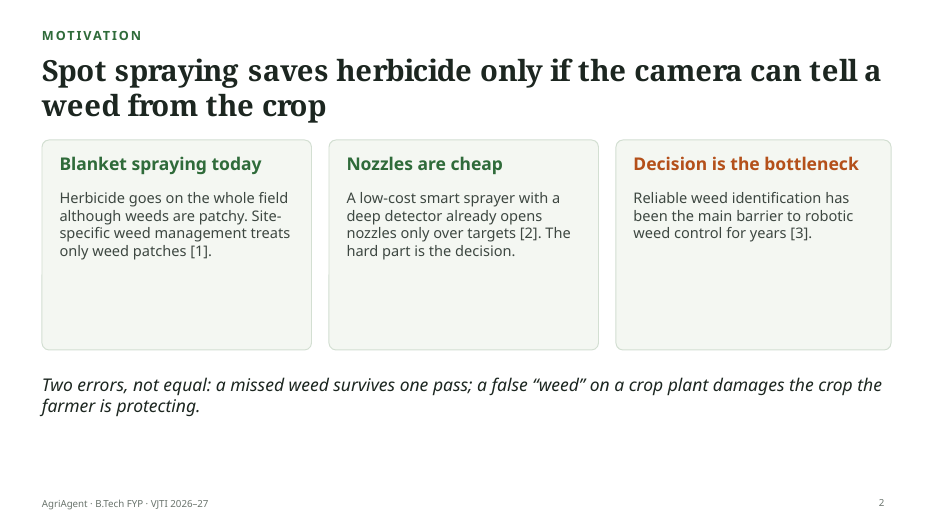 MOTIVATION
Spot spraying saves herbicide only if the camera can tell a
weed from the crop
Blanket spraying today
Herbicide goes on the whole field
although weeds are patchy. Site-
specific weed management treats
only weed patches [1].
Nozzles are cheap
A low-cost smart sprayer with a
deep detector already opens
nozzles only over targets [2]. The
hard part is the decision.
Decision is the bottleneck
Reliable weed identification has
been the main barrier to robotic
weed control for years [3].
Two errors, not equal: a missed weed survives one pass; a false “weed” on a crop plant damages the crop the
farmer is protecting.
AgriAgent · B.Tech FYP · VJTI 2026–27
2